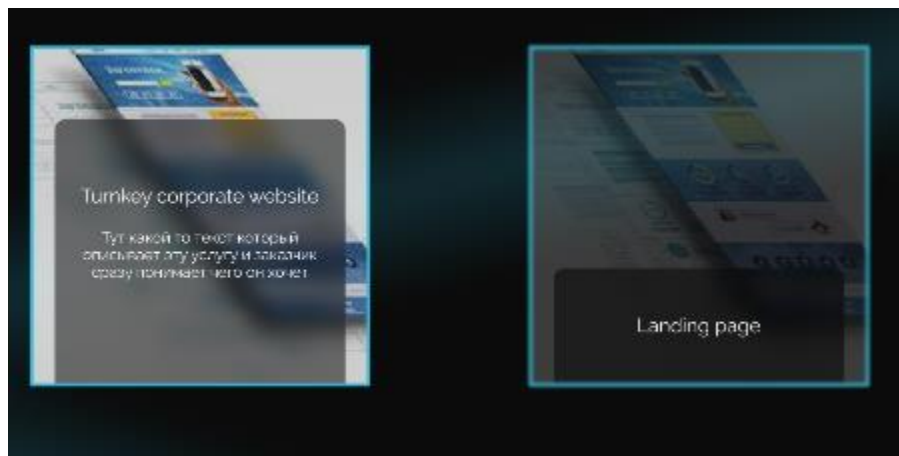 Turnkey corporate website
Тут какой то текст который
описывает эту услугу и заказчик
сразу понимает чего он хочет
Landing page